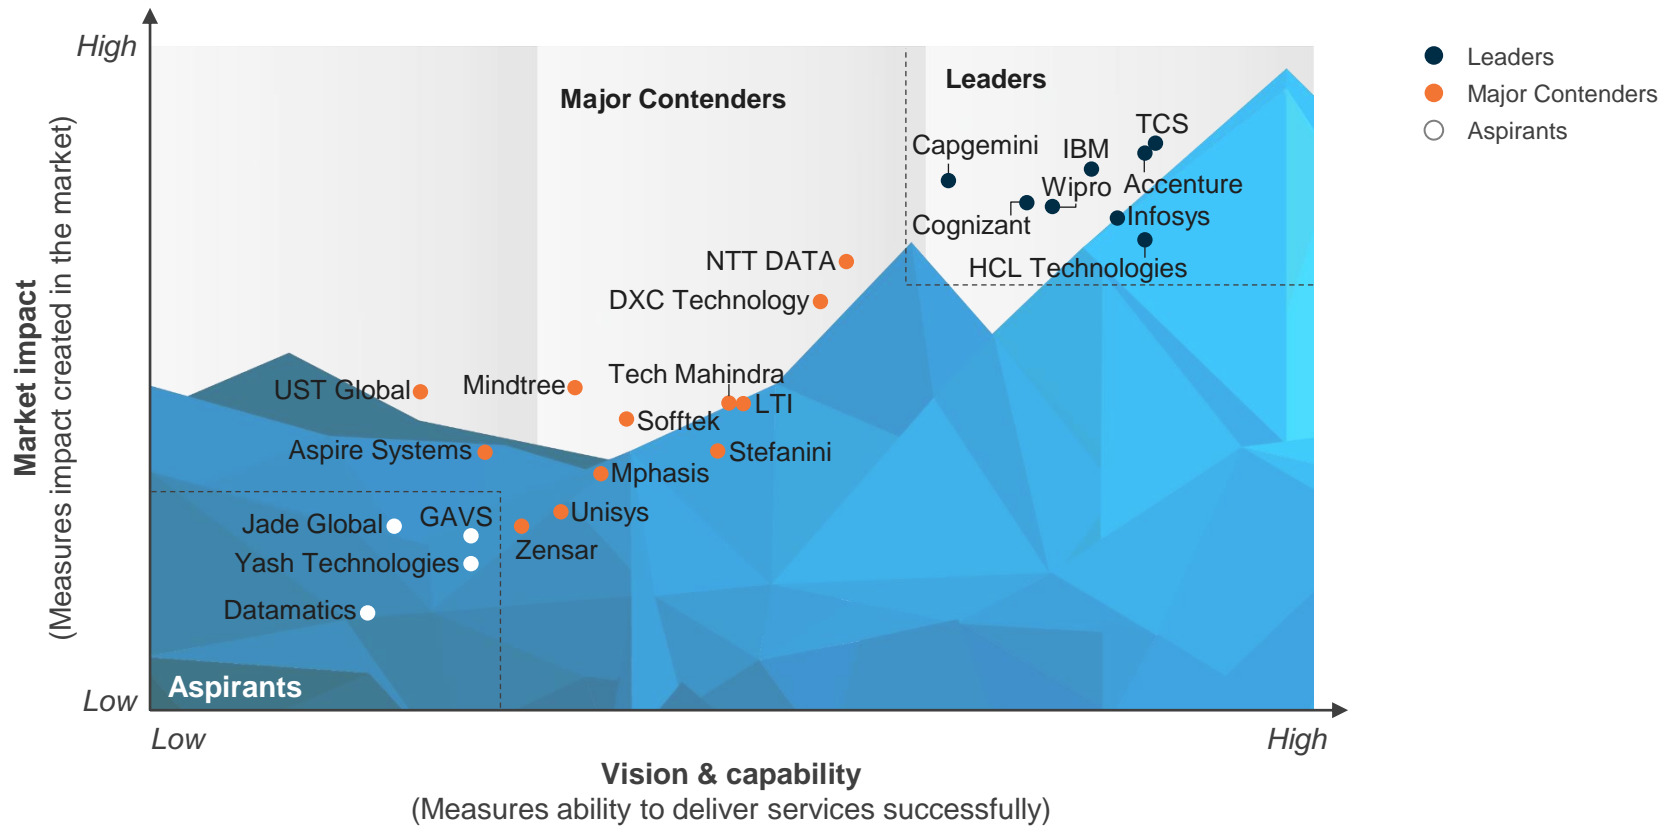 High
Market impact
(Measures impact created in the market)
Low
Major Contenders
Leaders
Leaders
Major Contenders
Aspirants
TCS
Capgemini
IBM
Accenture
Wipro
Infosys
Cognizant
NTT DATA
HCL Technologies
DXC Technology
Tech Mahindra
UST Global
Mindtree
LTI
Sofftek
Aspire Systems
Stefanini
Mphasis
Unisys
Jade Global
GAVS
Zensar
Yash Technologies
Datamatics
Aspirants
Low
High
Vision & capability
(Measures ability to deliver services successfully)